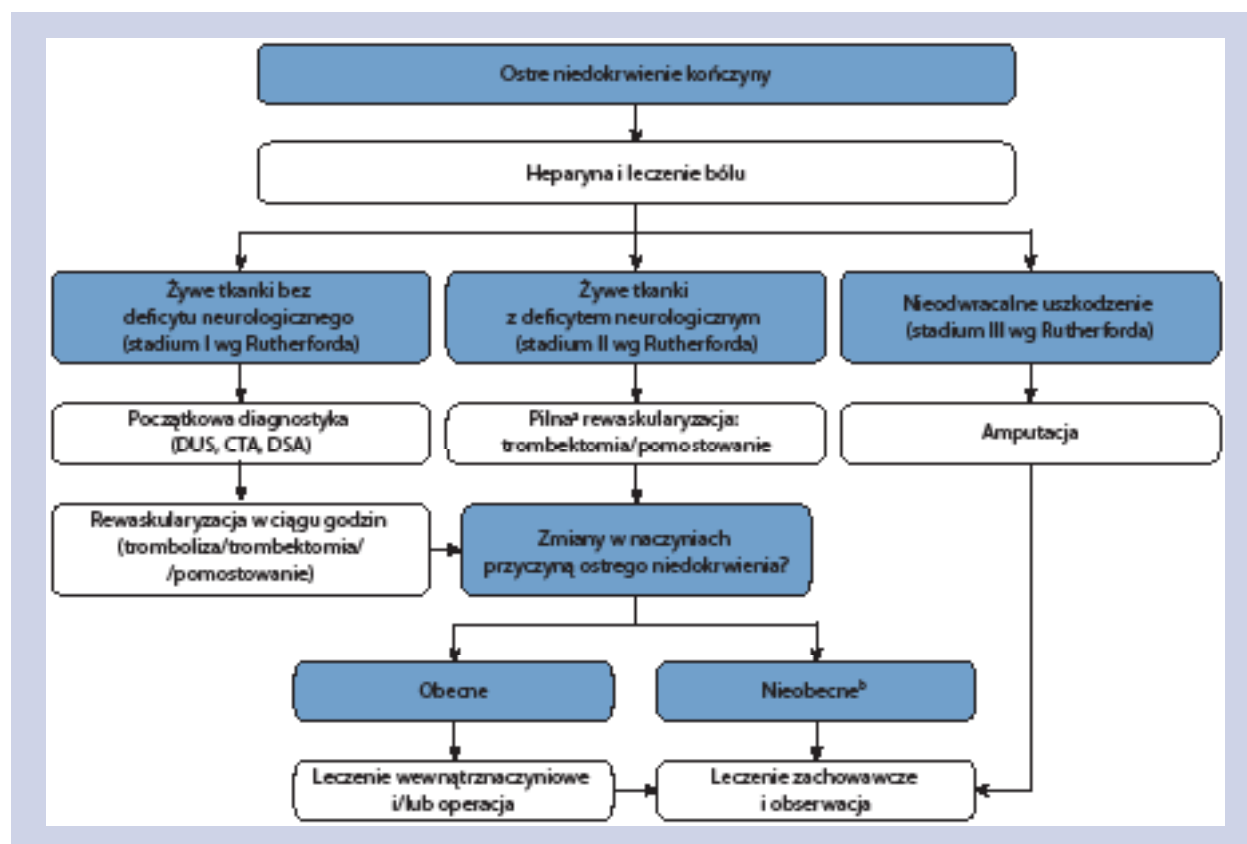 Ostre niedokrwienie kończyny
Heparyna i leczenie bólu
Żywe tkanki bez
deficytu neurologicznego
(stadium I wg Rutherforda)
Żywe tkanki
z deficytem neurologicznym
(stadium II wg Rutherforda)
Nieodwracalne uszkodzenie
(stadium III wg Rutherforda)
Początkowa diagnostyka
(DUS, CTA, DSA)
Pilnaᵃ rewaskularyzacja:
trombektomia/pomostowanie
Amputacja
Rewaskularyzacja w ciągu godzin
(tromboliza/trombektomia/
/pomostowanie)
Zmiany w naczyniach
przyczyną ostrego niedokrwienia?
Obecne
Nieobecneᵇ
Leczenie wewnątrznaczyniowe
i/lub operacja
Leczenie zachowawcze
i obserwacja